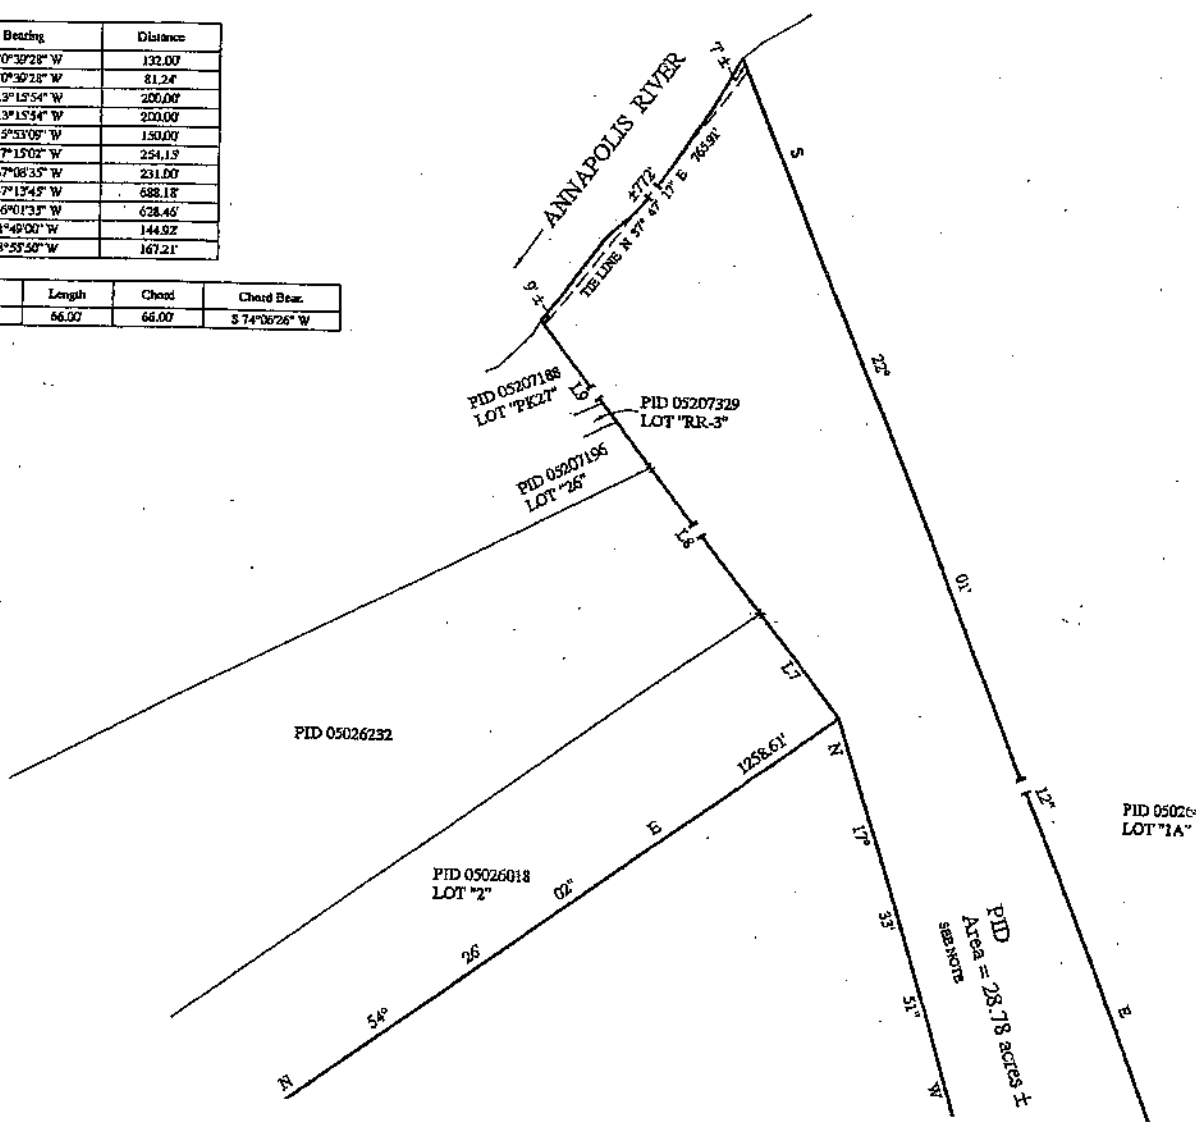 Bearing Distance
0°39'28" W 132.00'
0°39'28" W 81.24'
3°15'54" W 200.00'
3°15'54" W 200.00'
5°53'09" W 150.00'
7°15'02" W 254.15'
7°08'35" W 231.00'
7°13'45" W 688.18'
6°01'35" W 628.46'
°49'00" W 144.92'
°55'50" W 167.21'
Length Chord Chord Bear.
66.00' 66.00' S 74°06'26" W
ANNAPOLIS RIVER
7'±
±772'
TIE LINE N 37° 47' 17" E 765.91'
9'±
S 22° 01' 12" E
PID 05207188
LOT "PK27"
L9
PID 05207329
LOT "RR-3"
PID 05207196
LOT "26"
L8
L7
PID 05026232
PID 05026018
LOT "2"
N 54° 26' 02" E 1258.61'
N 17° 33' 51" W
PID 0502
LOT "1A"
PID
Area = 28.78 acres ±
SEE NOTE